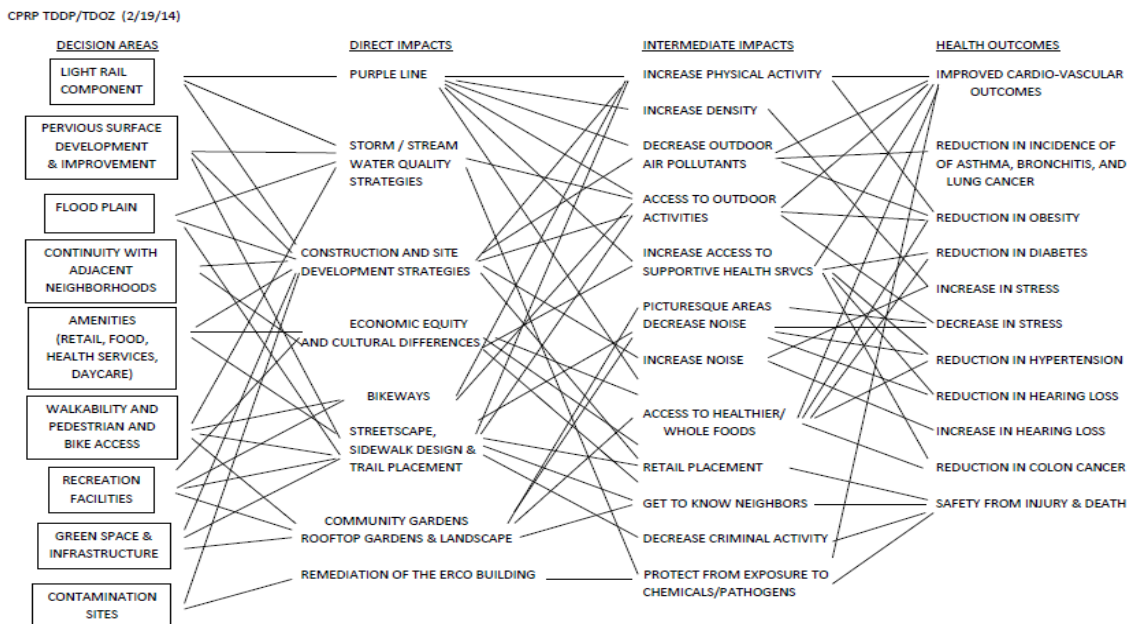 CPRP TDDP/TDOZ (2/19/14)
DECISION AREAS
LIGHT RAIL
COMPONENT
PERVIOUS SURFACE
DEVELOPMENT
& IMPROVEMENT
FLOOD PLAIN
CONTINUITY WITH
ADJACENT
NEIGHBORHOODS
AMENITIES
(RETAIL, FOOD,
HEALTH SERVICES,
DAYCARE)
WALKABILITY AND
PEDESTRIAN AND
BIKE ACCESS
RECREATION
FACILITIES
GREEN SPACE &
INFRASTRUCTURE
CONTAMINATION
SITES
DIRECT IMPACTS
PURPLE LINE
STORM / STREAM
WATER QUALITY
STRATEGIES
CONSTRUCTION AND SITE
DEVELOPMENT STRATEGIES
ECONOMIC EQUITY
AND CULTURAL DIFFERENCES
BIKEWAYS
STREETSCAPE,
SIDEWALK DESIGN &
TRAIL PLACEMENT
COMMUNITY GARDENS
ROOFTOP GARDENS & LANDSCAPE
REMEDIATION OF THE ERCO BUILDING
INTERMEDIATE IMPACTS
INCREASE PHYSICAL ACTIVITY
INCREASE DENSITY
DECREASE OUTDOOR
AIR POLLUTANTS
ACCESS TO OUTDOOR
ACTIVITIES
INCREASE ACCESS TO
SUPPORTIVE HEALTH SRVCS
PICTURESQUE AREAS
DECREASE NOISE
INCREASE NOISE
ACCESS TO HEALTHIER/
WHOLE FOODS
RETAIL PLACEMENT
GET TO KNOW NEIGHBORS
DECREASE CRIMINAL ACTIVITY
PROTECT FROM EXPOSURE TO
CHEMICALS/PATHOGENS
HEALTH OUTCOMES
IMPROVED CARDIO-VASCULAR
OUTCOMES
REDUCTION IN INCIDENCE OF
OF ASTHMA, BRONCHITIS, AND
LUNG CANCER
REDUCTION IN OBESITY
REDUCTION IN DIABETES
INCREASE IN STRESS
DECREASE IN STRESS
REDUCTION IN HYPERTENSION
REDUCTION IN HEARING LOSS
INCREASE IN HEARING LOSS
REDUCTION IN COLON CANCER
SAFETY FROM INJURY & DEATH